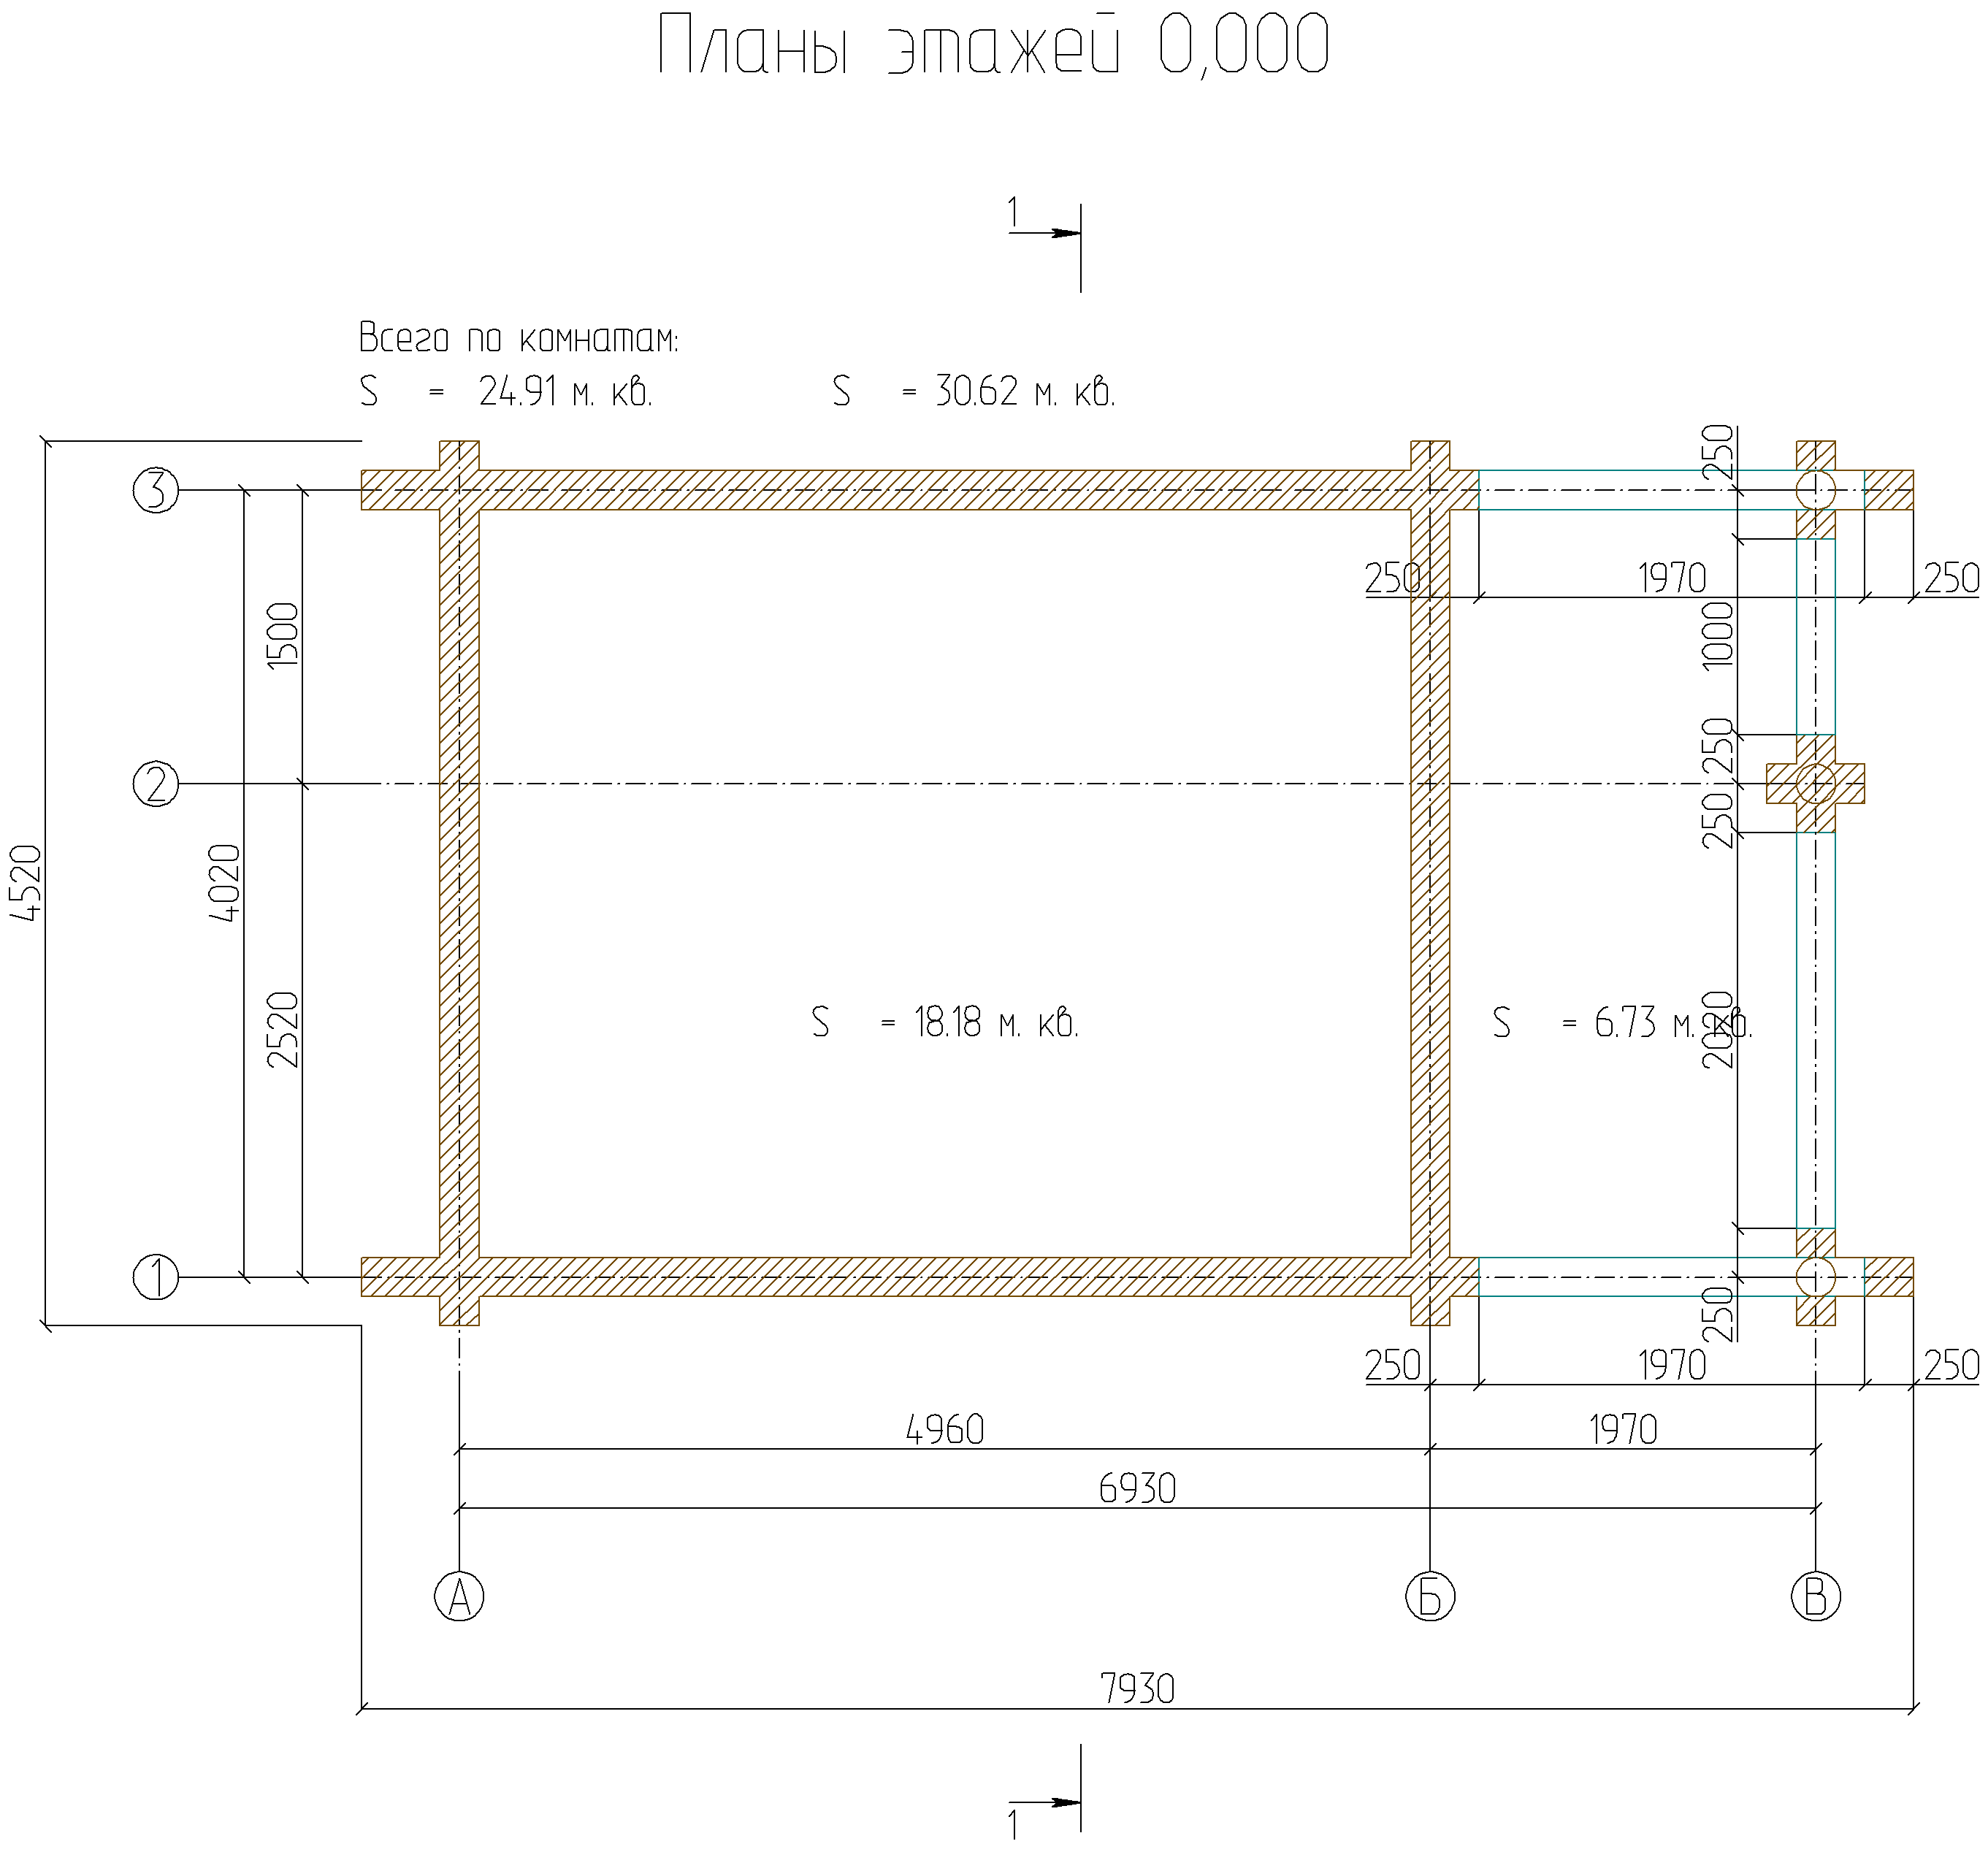 Планы этажей 0,000
1
Всего по комнатам:
S = 24.91 м. кв.
S = 30.62 м. кв.
250
3
250
1970
250
1500
1000
250
2
250
4520
4020
2520
S = 18.18 м. кв.
S = 6.73 м. кв.
2020
1
250
250
1970
250
4960
1970
6930
А
Б
В
7930
1